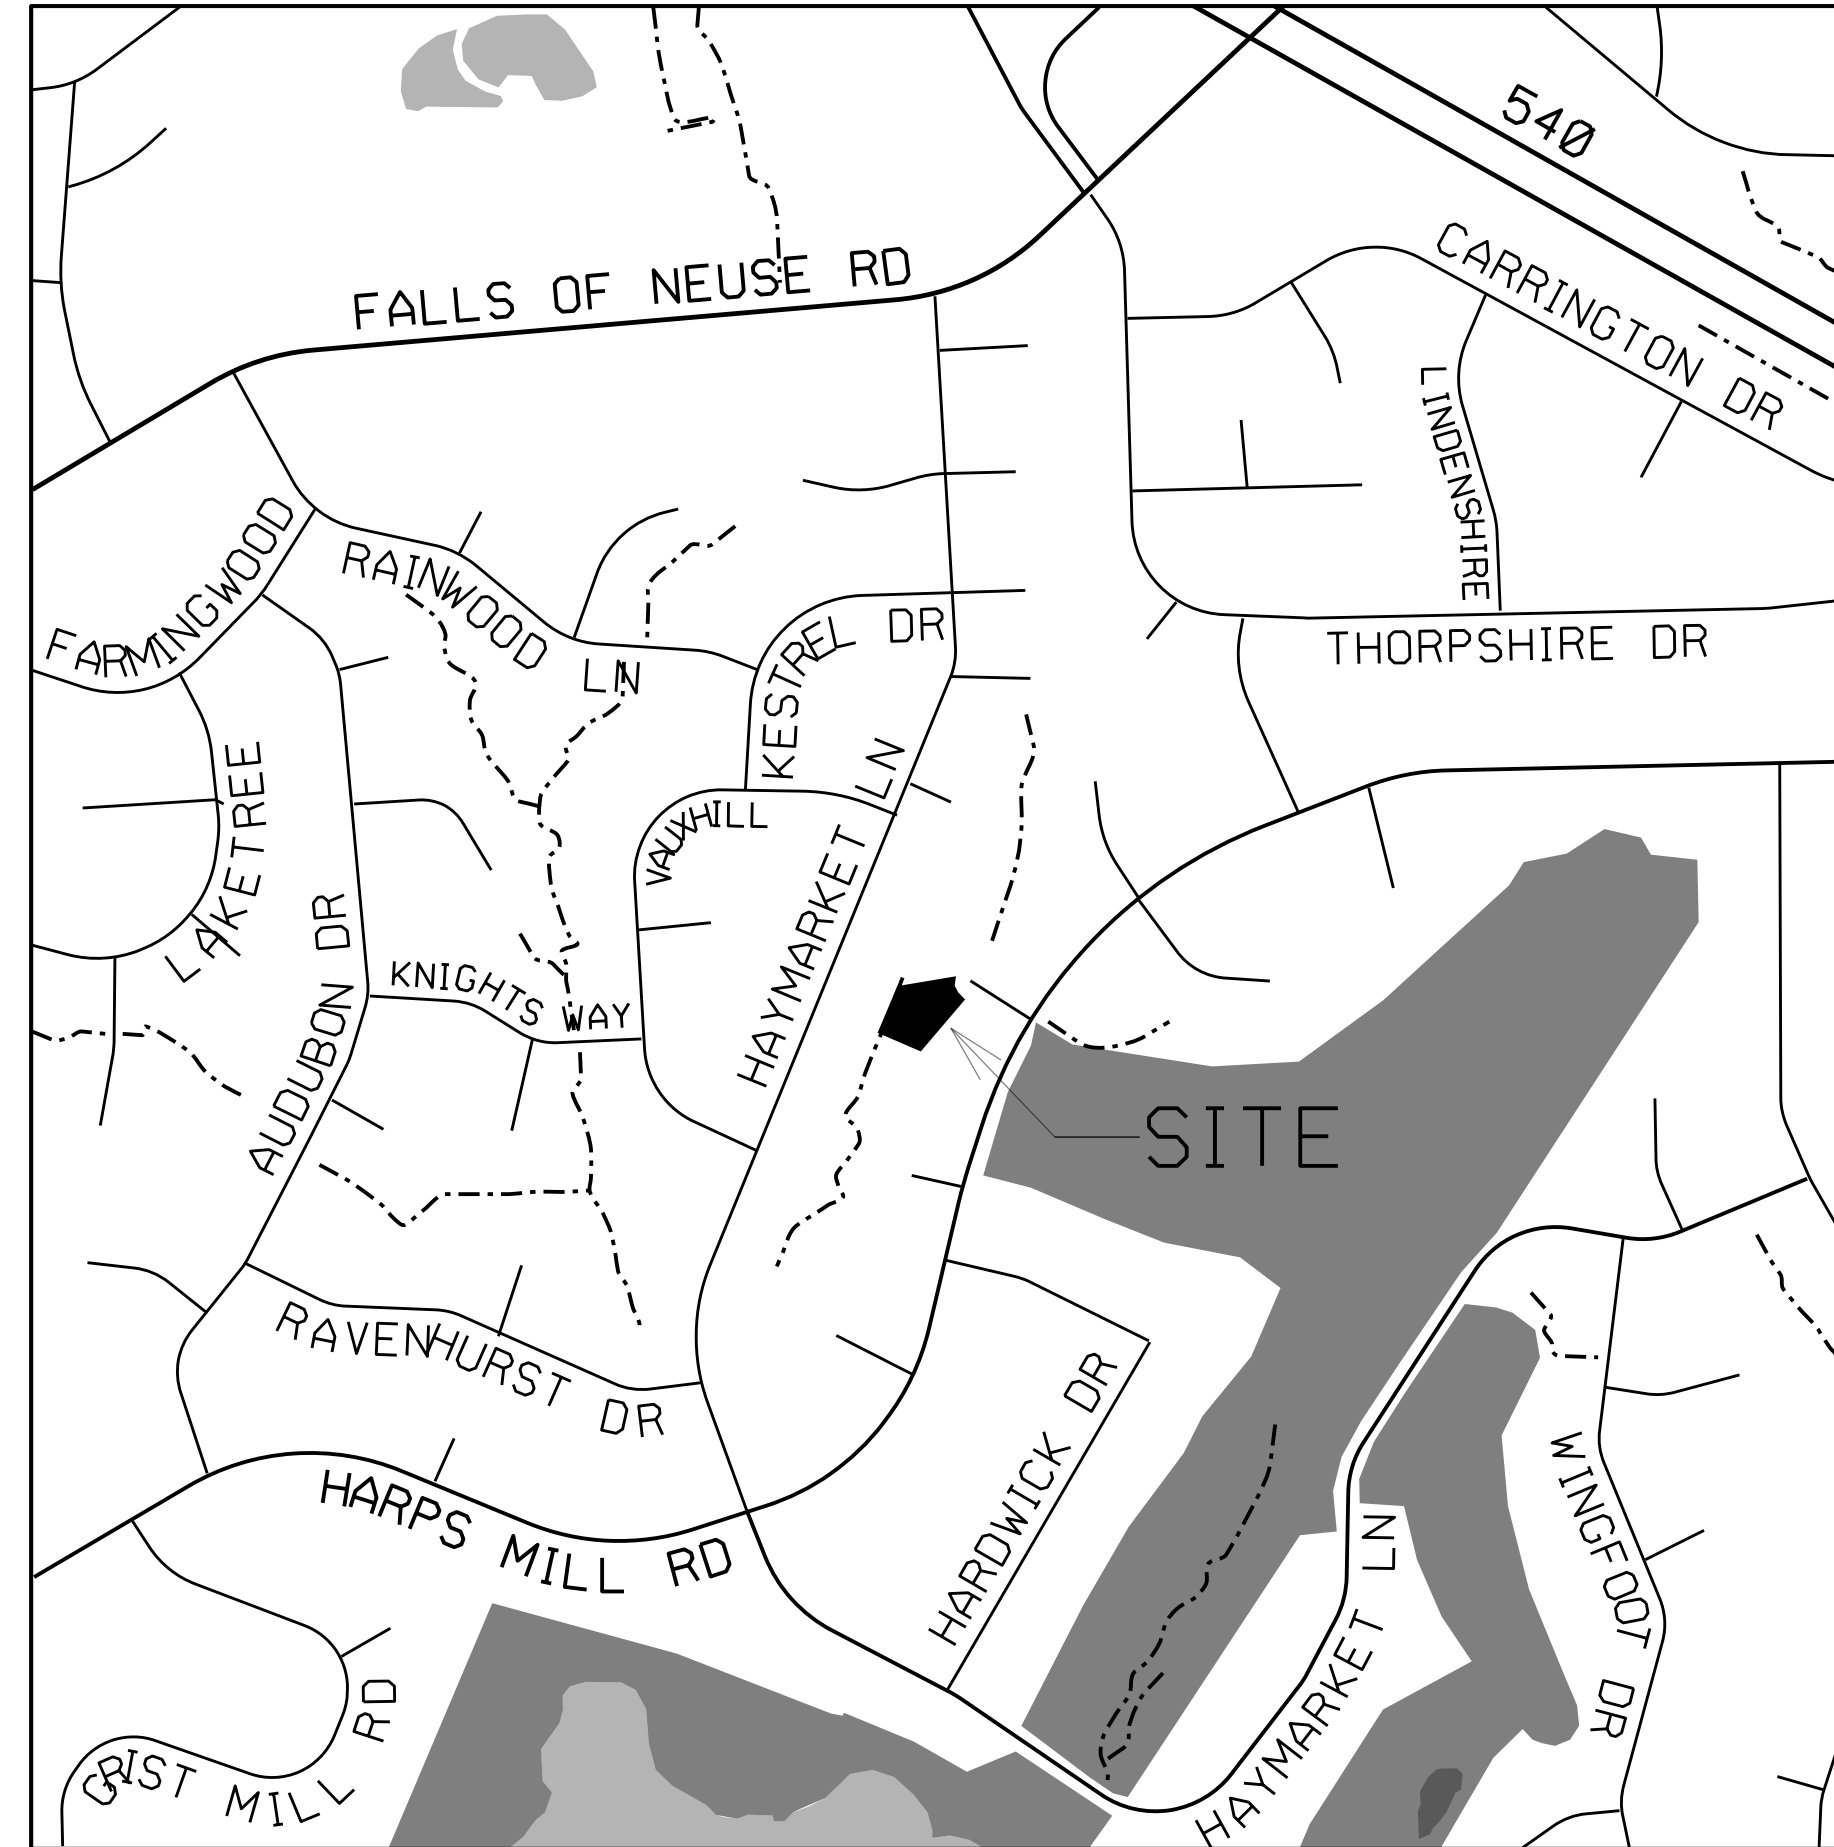 540
FALLS OF NEUSE RD
CARRINGTON DR
LINDENSHIRE
FARMINGWOOD
RAINWOOD LN
KESTREL DR
THORPSHIRE DR
LAKETREE
VAUXHILL
HAYMARKET LN
AUDUBON DR
KNIGHTS WAY
SITE
RAVENHURST DR
HARDWICK DR
HARPS MILL RD
WINGFOOT DR
HAYMARKET LN
GRIST MILL RD